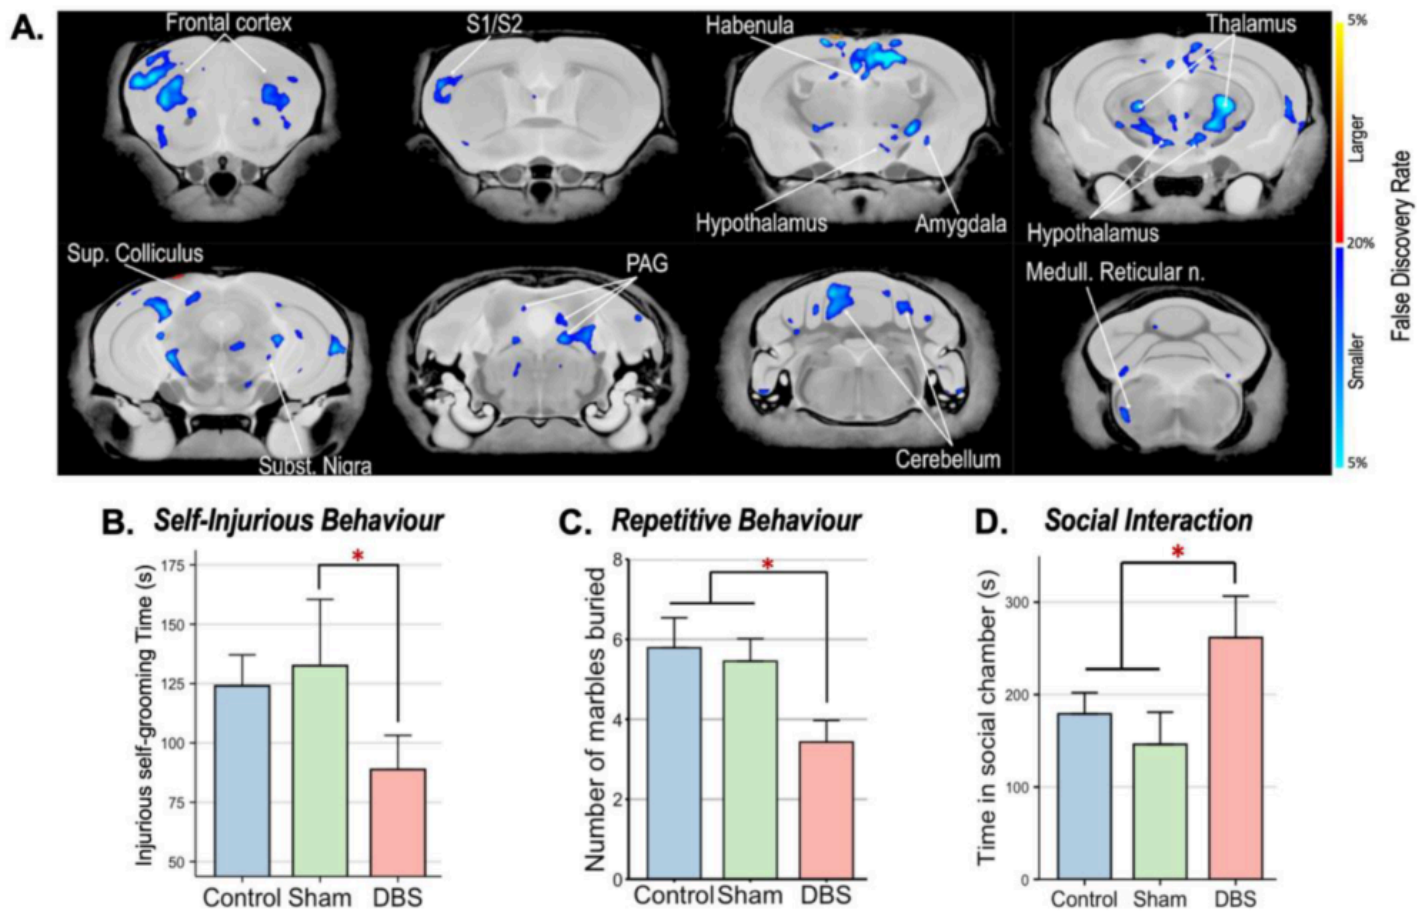 A.
Frontal cortex
S1/S2
Habenula
Thalamus
Hypothalamus
Amygdala
Hypothalamus
Sup. Colliculus
PAG
Medull. Reticular n.
Subst. Nigra
Cerebellum
5%
Larger
20%
Smaller
5%
False Discovery Rate
B. Self-Injurious Behaviour
Injurious self-grooming Time (s)
175
150
125
100
75
50
*
Control Sham DBS
C. Repetitive Behaviour
Number of marbles buried
8
6
4
2
0
*
Control Sham DBS
D. Social Interaction
Time in social chamber (s)
300
200
100
0
*
Control Sham DBS